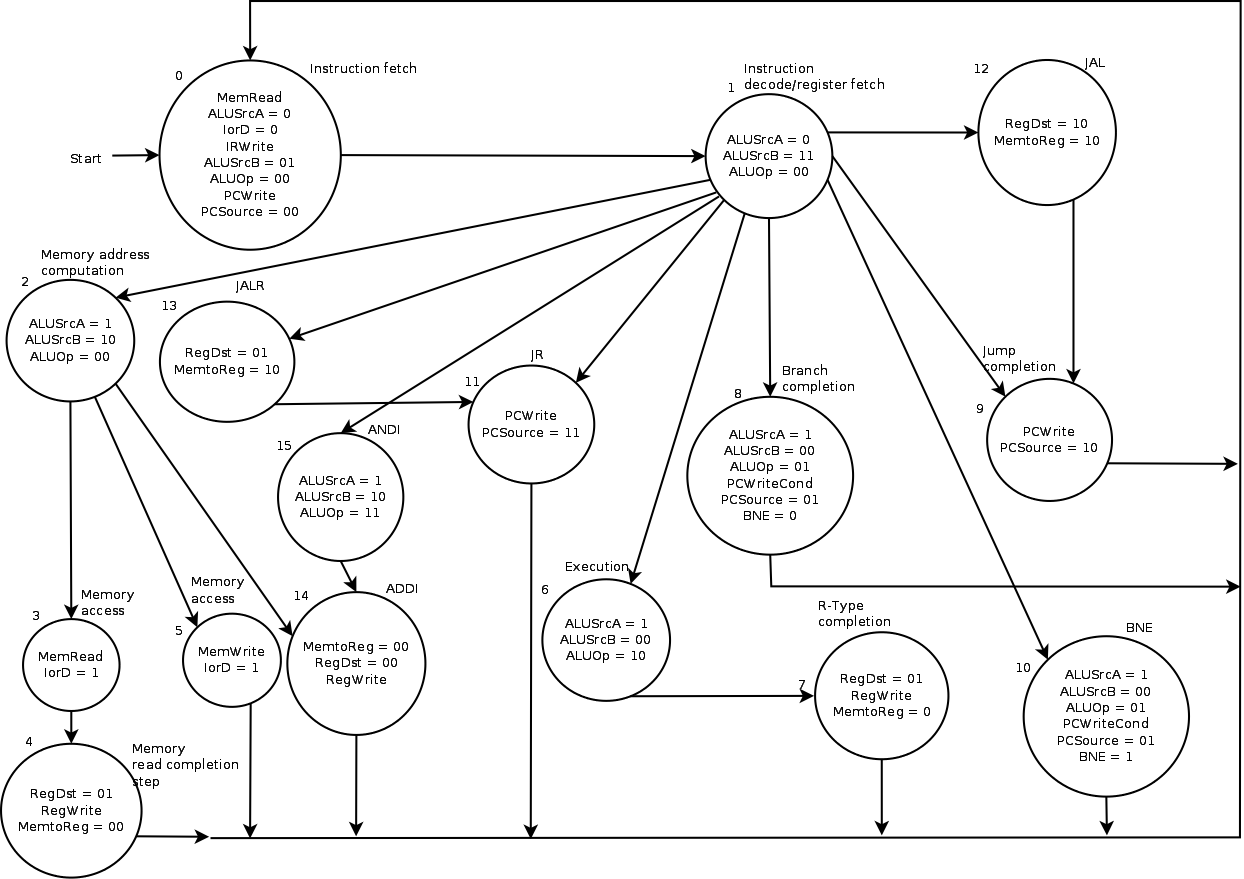 0
Instruction fetch
MemRead
ALUSrcA = 0
IorD = 0
IRWrite
ALUSrcB = 01
ALUOp = 00
PCWrite
PCSource = 00
Start
1
Instruction
decode/register fetch
ALUSrcA = 0
ALUSrcB = 11
ALUOp = 00
12
JAL
RegDst = 10
MemtoReg = 10
2
Memory address
computation
ALUSrcA = 1
ALUSrcB = 10
ALUOp = 00
13
JALR
RegDst = 01
MemtoReg = 10
11
JR
PCWrite
PCSource = 11
8
Branch
completion
ALUSrcA = 1
ALUSrcB = 00
ALUOp = 01
PCWriteCond
PCSource = 01
BNE = 0
Jump
completion
9
PCWrite
PCSource = 10
15
ANDI
ALUSrcA = 1
ALUSrcB = 10
ALUOp = 11
3
Memory
access
MemRead
IorD = 1
5
Memory
access
MemWrite
IorD = 1
14
ADDI
MemtoReg = 00
RegDst = 00
RegWrite
Execution
6
ALUSrcA = 1
ALUSrcB = 00
ALUOp = 10
R-Type
completion
7
RegDst = 01
RegWrite
MemtoReg = 0
BNE
10
ALUSrcA = 1
ALUSrcB = 00
ALUOp = 01
PCWriteCond
PCSource = 01
BNE = 1
4
Memory
read completion
step
RegDst = 01
RegWrite
MemtoReg = 00